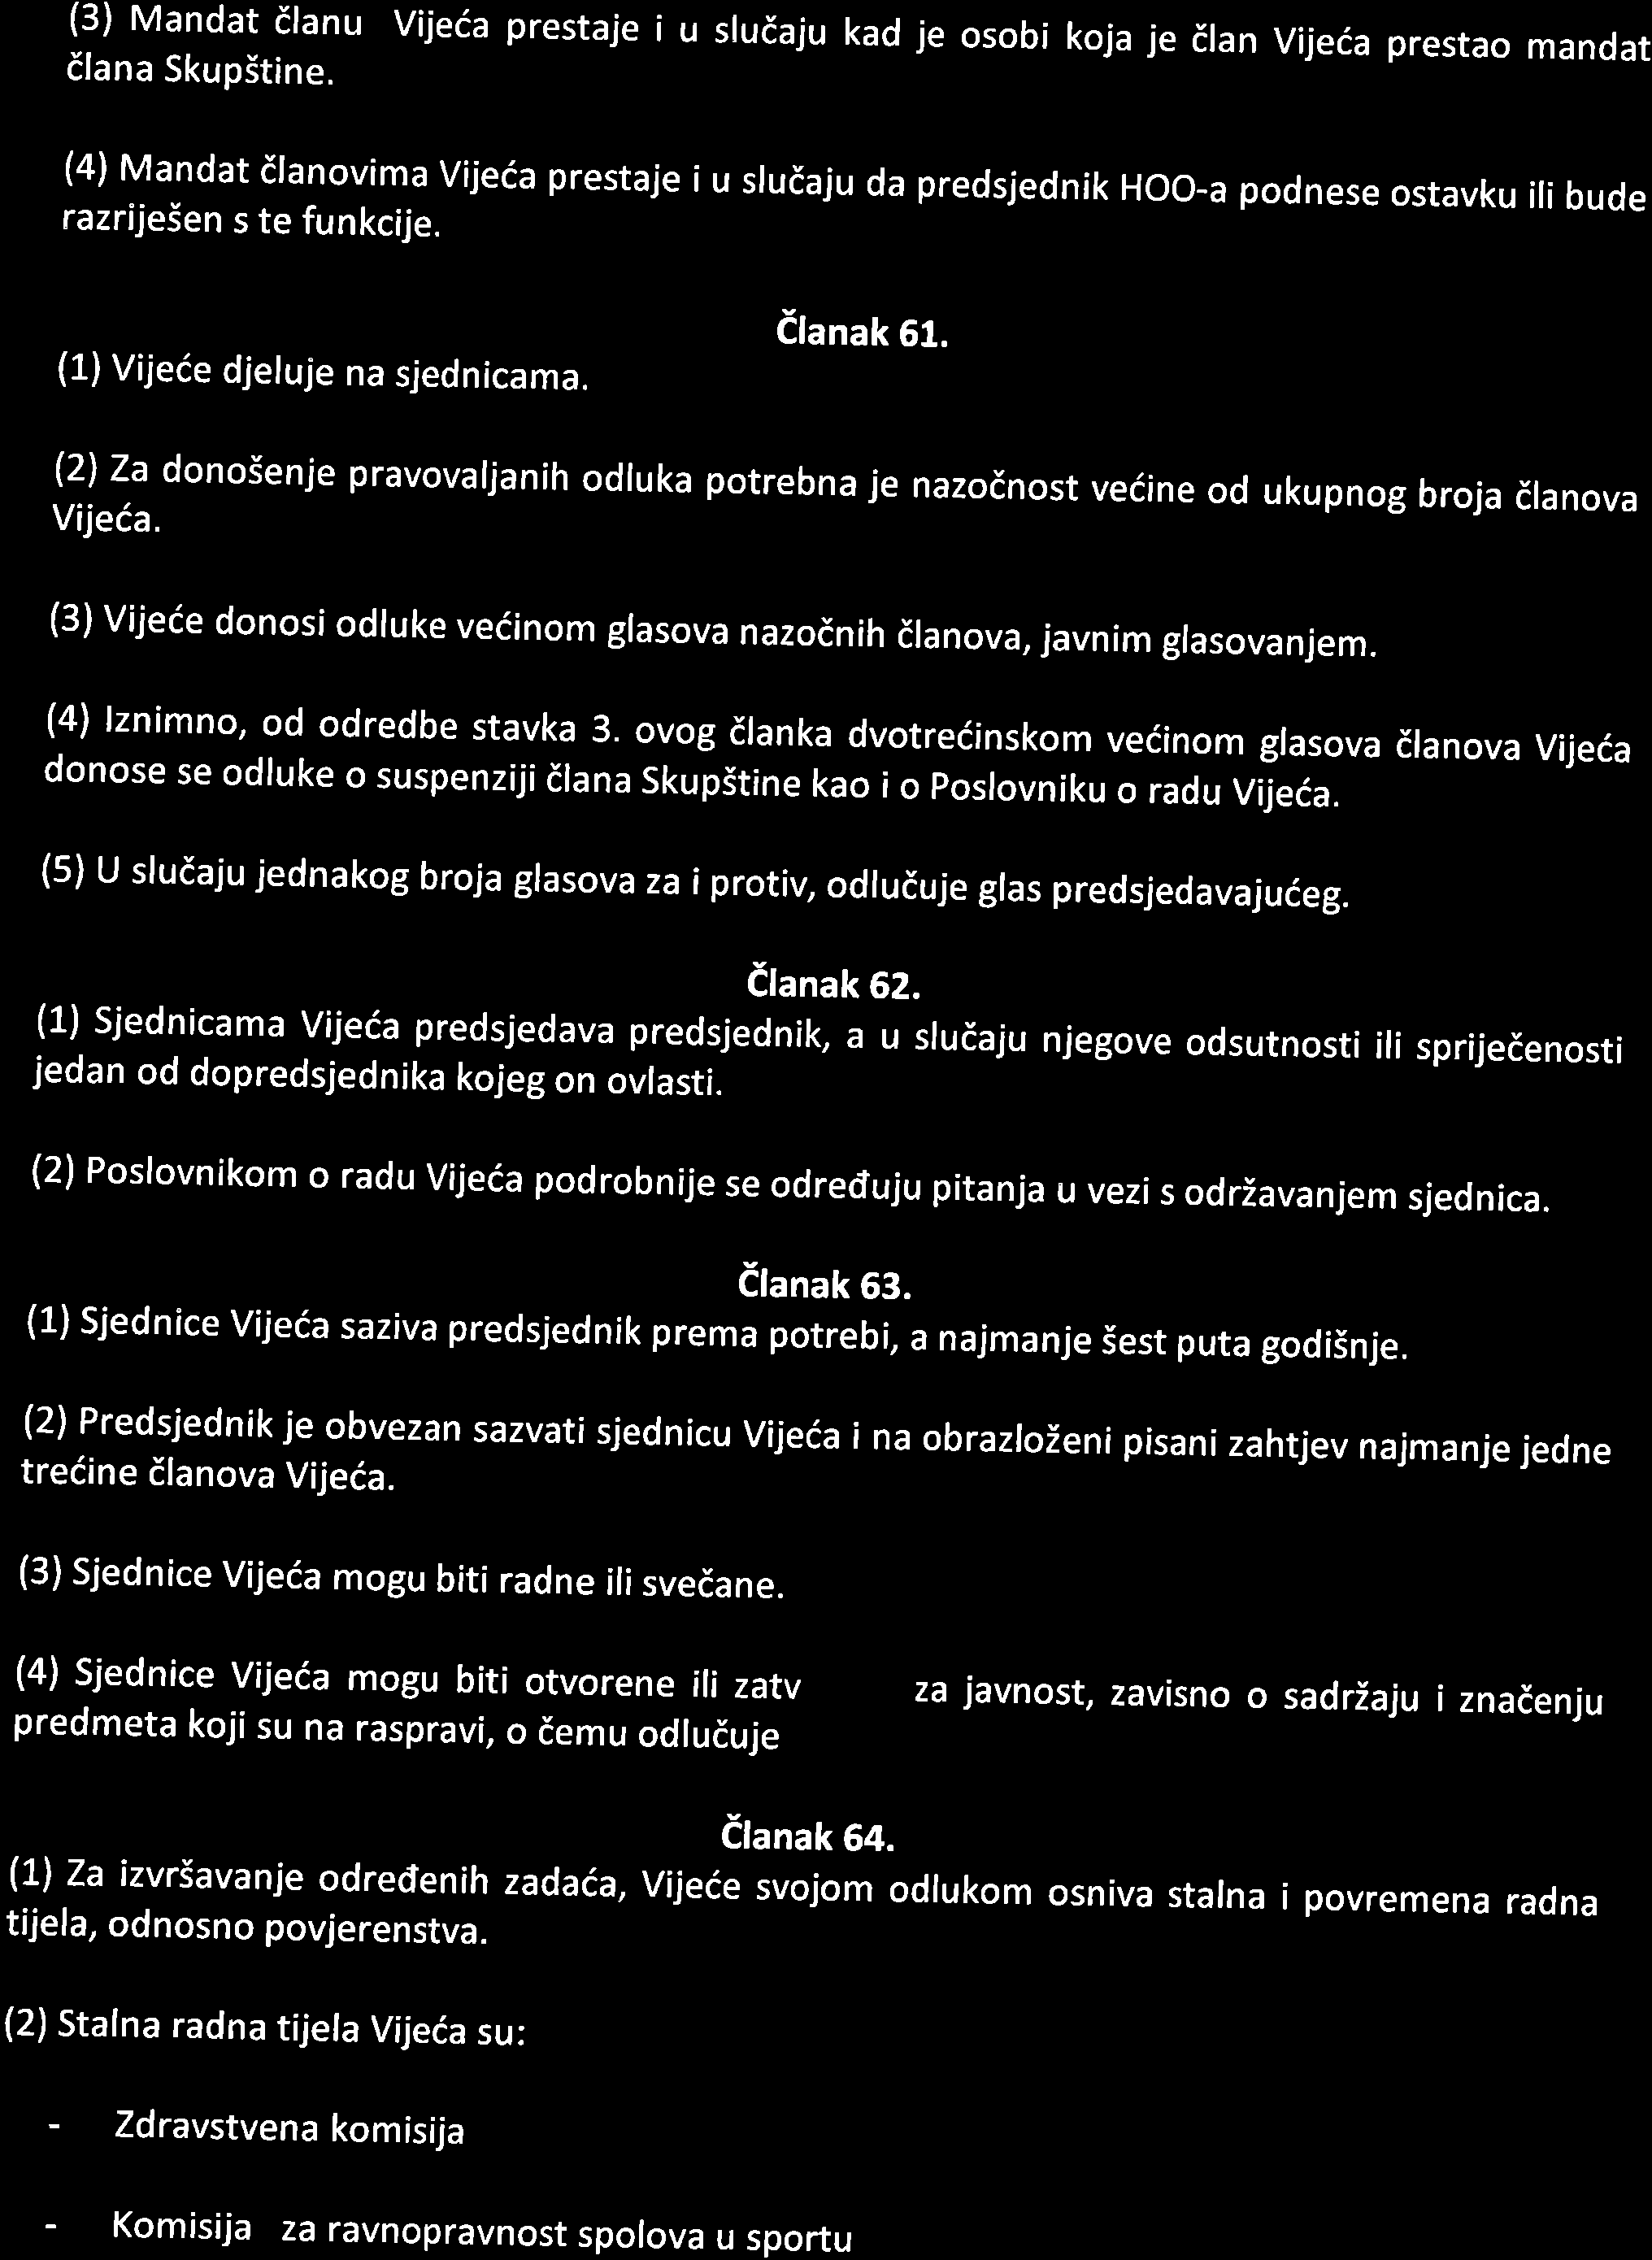 (3) Mandat članu Vijeća prestaje i u slučaju kad je osobi koja je član Vijeća prestao mandat
člana Skupštine.
(4) Mandat članovima Vijeća prestaje i u slučaju da predsjednik HOO-a podnese ostavku ili bude
razriješen s te funkcije.
Članak 61.
(1) Vijeće djeluje na sjednicama.
(2) Za donošenje pravovaljanih odluka potrebna je nazočnost većine od ukupnog broja članova
Vijeća.
(3) Vijeće donosi odluke većinom glasova nazočnih članova, javnim glasovanjem.
(4) Iznimno, od odredbe stavka 3. ovog članka dvotrećinskom većinom glasova članova Vijeća
donose se odluke o suspenziji člana Skupštine kao i o Poslovniku o radu Vijeća.
(5) U slučaju jednakog broja glasova za i protiv, odlučuje glas predsjedavajućeg.
Članak 62.
(1) Sjednicama Vijeća predsjedava predsjednik, a u slučaju njegove odsutnosti ili spriječenosti
jedan od dopredsjednika kojeg on ovlasti.
(2) Poslovnikom o radu Vijeća podrobnije se određuju pitanja u vezi s održavanjem sjednica.
Članak 63.
(1) Sjednice Vijeća saziva predsjednik prema potrebi, a najmanje šest puta godišnje.
(2) Predsjednik je obvezan sazvati sjednicu Vijeća i na obrazloženi pisani zahtjev najmanje jedne
trećine članova Vijeća.
(3) Sjednice Vijeća mogu biti radne ili svečane.
(4) Sjednice Vijeća mogu biti otvorene ili zatv za javnost, zavisno o sadržaju i značenju
predmeta koji su na raspravi, o čemu odlučuje
Članak 64.
(1) Za izvršavanje određenih zadaća, Vijeće svojom odlukom osniva stalna i povremena radna
tijela, odnosno povjerenstva.
(2) Stalna radna tijela Vijeća su:
- Zdravstvena komisija
- Komisija za ravnopravnost spolova u sportu